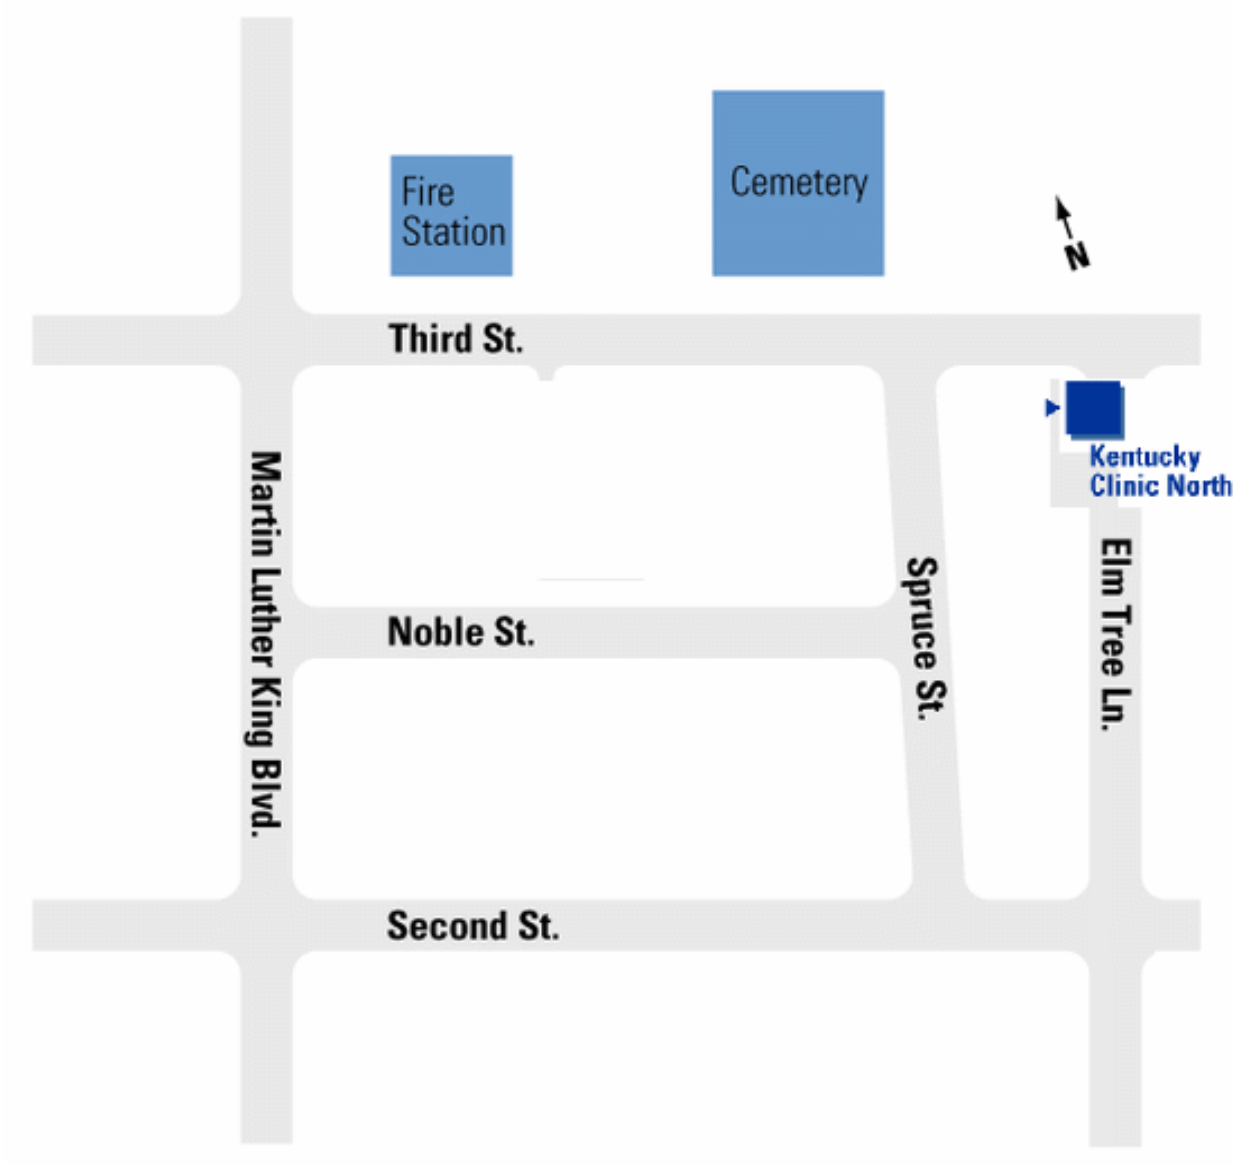 Fire
Station
Cemetery
N
Third St.
Kentucky
Clinic North
Martin Luther King Blvd.
Elm Tree Ln.
Spruce St.
Noble St.
Second St.